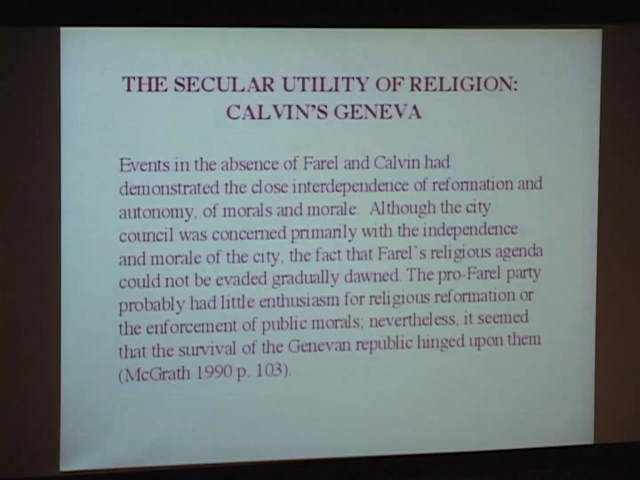 THE SECULAR UTILITY OF RELIGION:
CALVIN'S GENEVA
Events in the absence of Farel and Calvin had
demonstrated the close interdependence of reformation and
autonomy, of morals and morale. Although the city
council was concerned primarily with the independence
and morale of the city, the fact that Farel's religious agenda
could not be evaded gradually dawned. The pro-Farel party
probably had little enthusiasm for religious reformation or
the enforcement of public morals; nevertheless, it seemed
that the survival of the Genevan republic hinged upon them
(McGrath 1990 p. 103).